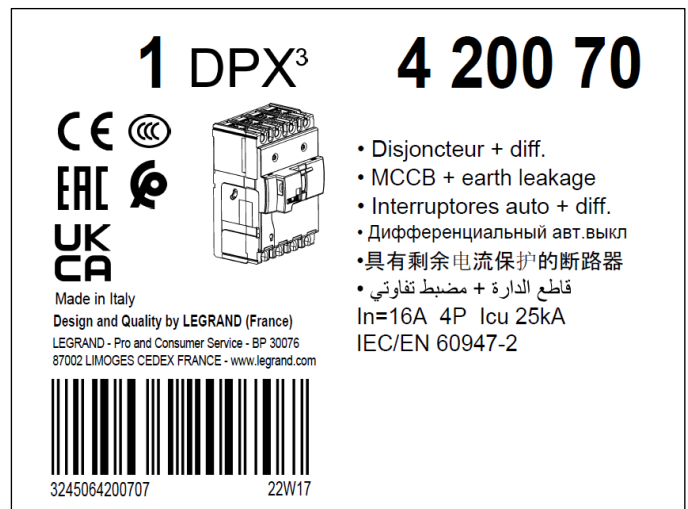 1 DPX³ 4 200 70
CE CCC
EAC
UK
CA
Made in Italy
Design and Quality by LEGRAND (France)
LEGRAND - Pro and Consumer Service - BP 30076
87002 LIMOGES CEDEX FRANCE - www.legrand.com
3245064200707 22W17
• Disjoncteur + diff.
• MCCB + earth leakage
• Interruptores auto + diff.
• Дифференциальный авт.выкл
•具有剩余电流保护的断路器
• قاطع الدارة + مضبط تفاوتي
In=16A 4P Icu 25kA
IEC/EN 60947-2